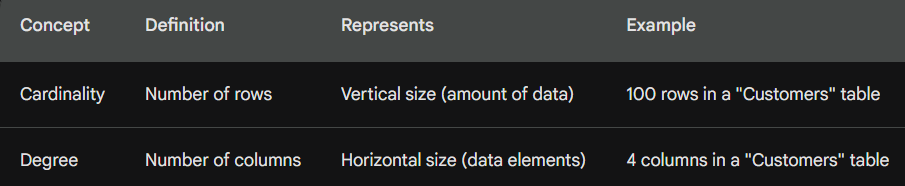 Concept Definition Represents Example
Cardinality Number of rows Vertical size (amount of data) 100 rows in a "Customers" table
Degree Number of columns Horizontal size (data elements) 4 columns in a "Customers" table